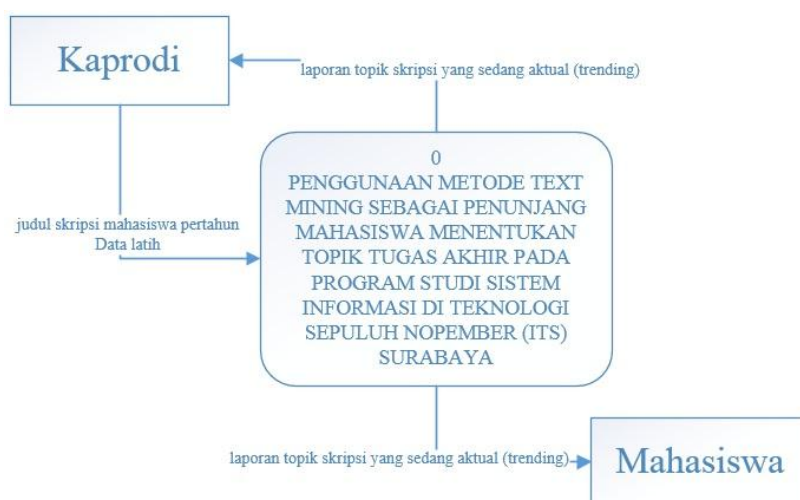 Kaprodi
laporan topik skripsi yang sedang aktual (trending)
judul skripsi mahasiswa pertahun
Data latih
0
PENGGUNAAN METODE TEXT
MINING SEBAGAI PENUNJANG
MAHASISWA MENENTUKAN
TOPIK TUGAS AKHIR PADA
PROGRAM STUDI SISTEM
INFORMASI DI TEKNOLOGI
SEPULUH NOPEMBER (ITS)
SURABAYA
laporan topik skripsi yang sedang aktual (trending)
Mahasiswa